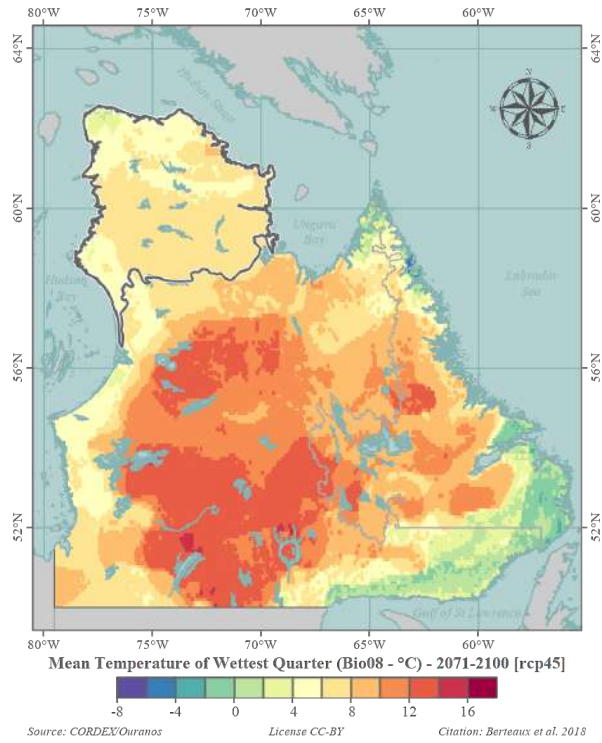 80°W 75°W 70°W 65°W 60°W
64°N 64°N
Hudson Strait
N
W E
S
60°N 60°N
Ungava
Bay
Labrador
Sea
Hudson
Bay
56°N 56°N
52°N 52°N
Gulf of St Lawrence
80°W 75°W 70°W 65°W 60°W
Mean Temperature of Wettest Quarter (Bio08 - °C) - 2071-2100 [rcp45]
-8 -4 0 4 8 12 16
Source: CORDEX/Ouranos License CC-BY Citation: Berteaux et al. 2018